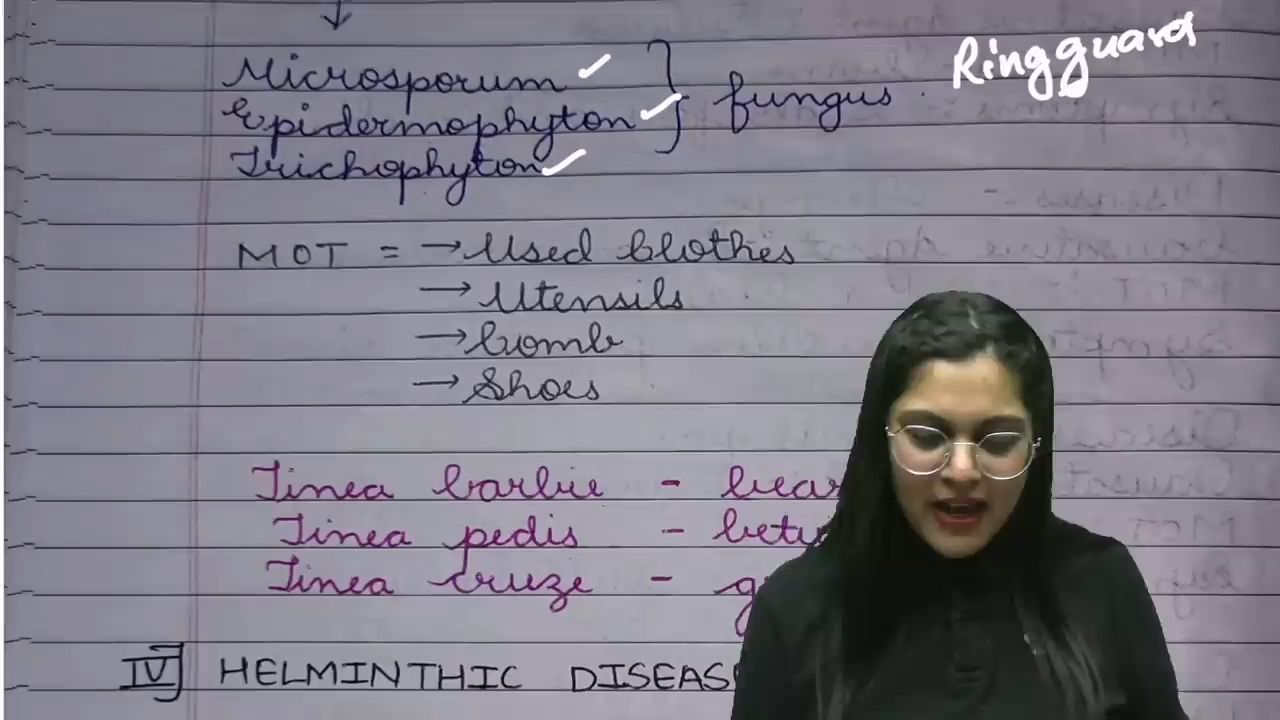 Microsporum
Epidermophyton } fungus
Trichophyton
Ringguard
MOT = → Used Clothes
→ Utensils
→ Comb
→ Shoes
Tinea barbie -
Tinea pedis -
Tinea cruze -
IV] HELMINTHIC DISEASE